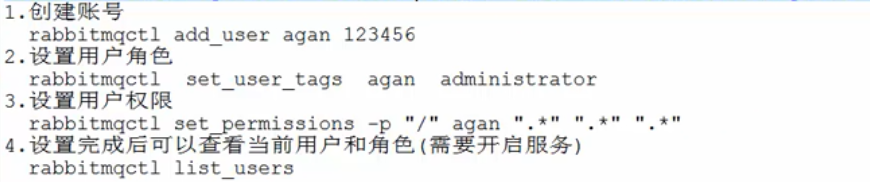 1.创建账号
rabbitmqctl add_user agan 123456
2.设置用户角色
rabbitmqctl  set_user_tags  agan  administrator
3.设置用户权限
rabbitmqctl set_permissions -p "/" agan ".*" ".*" ".*"
4.设置完成后可以查看当前用户和角色(需要开启服务)
rabbitmqctl list_users